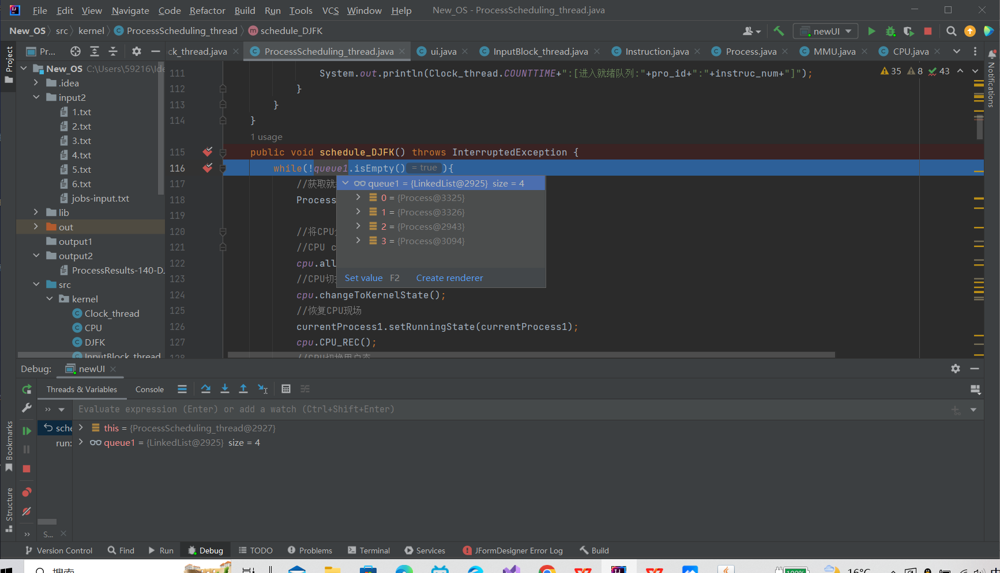 File Edit View Navigate Code Refactor Build Run Tools VCS Window Help New_OS - ProcessScheduling_thread.java
New_OS src kernel ProcessScheduling_thread schedule_DJFK newUI
Project Pr... ck_thread.java ProcessScheduling_thread.java ui.java InputBlock_thread.java Instruction.java Process.java MMU.java CPU.java
Notifications
New_OS C:\Users\59216\Ide
.idea
input2
1.txt
2.txt
3.txt
4.txt
5.txt
6.txt
jobs-input.txt
lib
out
output1
output2
ProcessResults-140-DJ
src
kernel
Clock_thread
CPU
DJFK
InputBlock_thread
35 8 43
111 System.out.println(Clock_thread.COUNTTIME+":[进入就绪队列:"+pro_id+":"+instruc_num+"]");
112 }
113 }
114 }
1 usage
115 public void schedule_DJFK() throws InterruptedException {
116 while(!queue1.isEmpty() = true ){
117 //获取就
118 Process
119
120 //将CPU
121 //CPU c
122 cpu.all
123 //CPU切
124 cpu.changeToKernelState();
125 //恢复CPU现场
126 currentProcess1.setRunningState(currentProcess1);
127 cpu.CPU_REC();
128 //CPU切换用户态
queue1 = {LinkedList@2925} size = 4
0 = {Process@3325}
1 = {Process@3326}
2 = {Process@2943}
3 = {Process@3094}
Set value F2 Create renderer
Debug: newUI
Threads & Variables Console
Evaluate expression (Enter) or add a watch (Ctrl+Shift+Enter)
sche this = {ProcessScheduling_thread@2927}
run: queue1 = {LinkedList@2925} size = 4
Bookmarks
Structure
S...
Version Control Find Run Debug TODO Problems Terminal Services JFormDesigner Error Log Build
搜索 100% 16°C